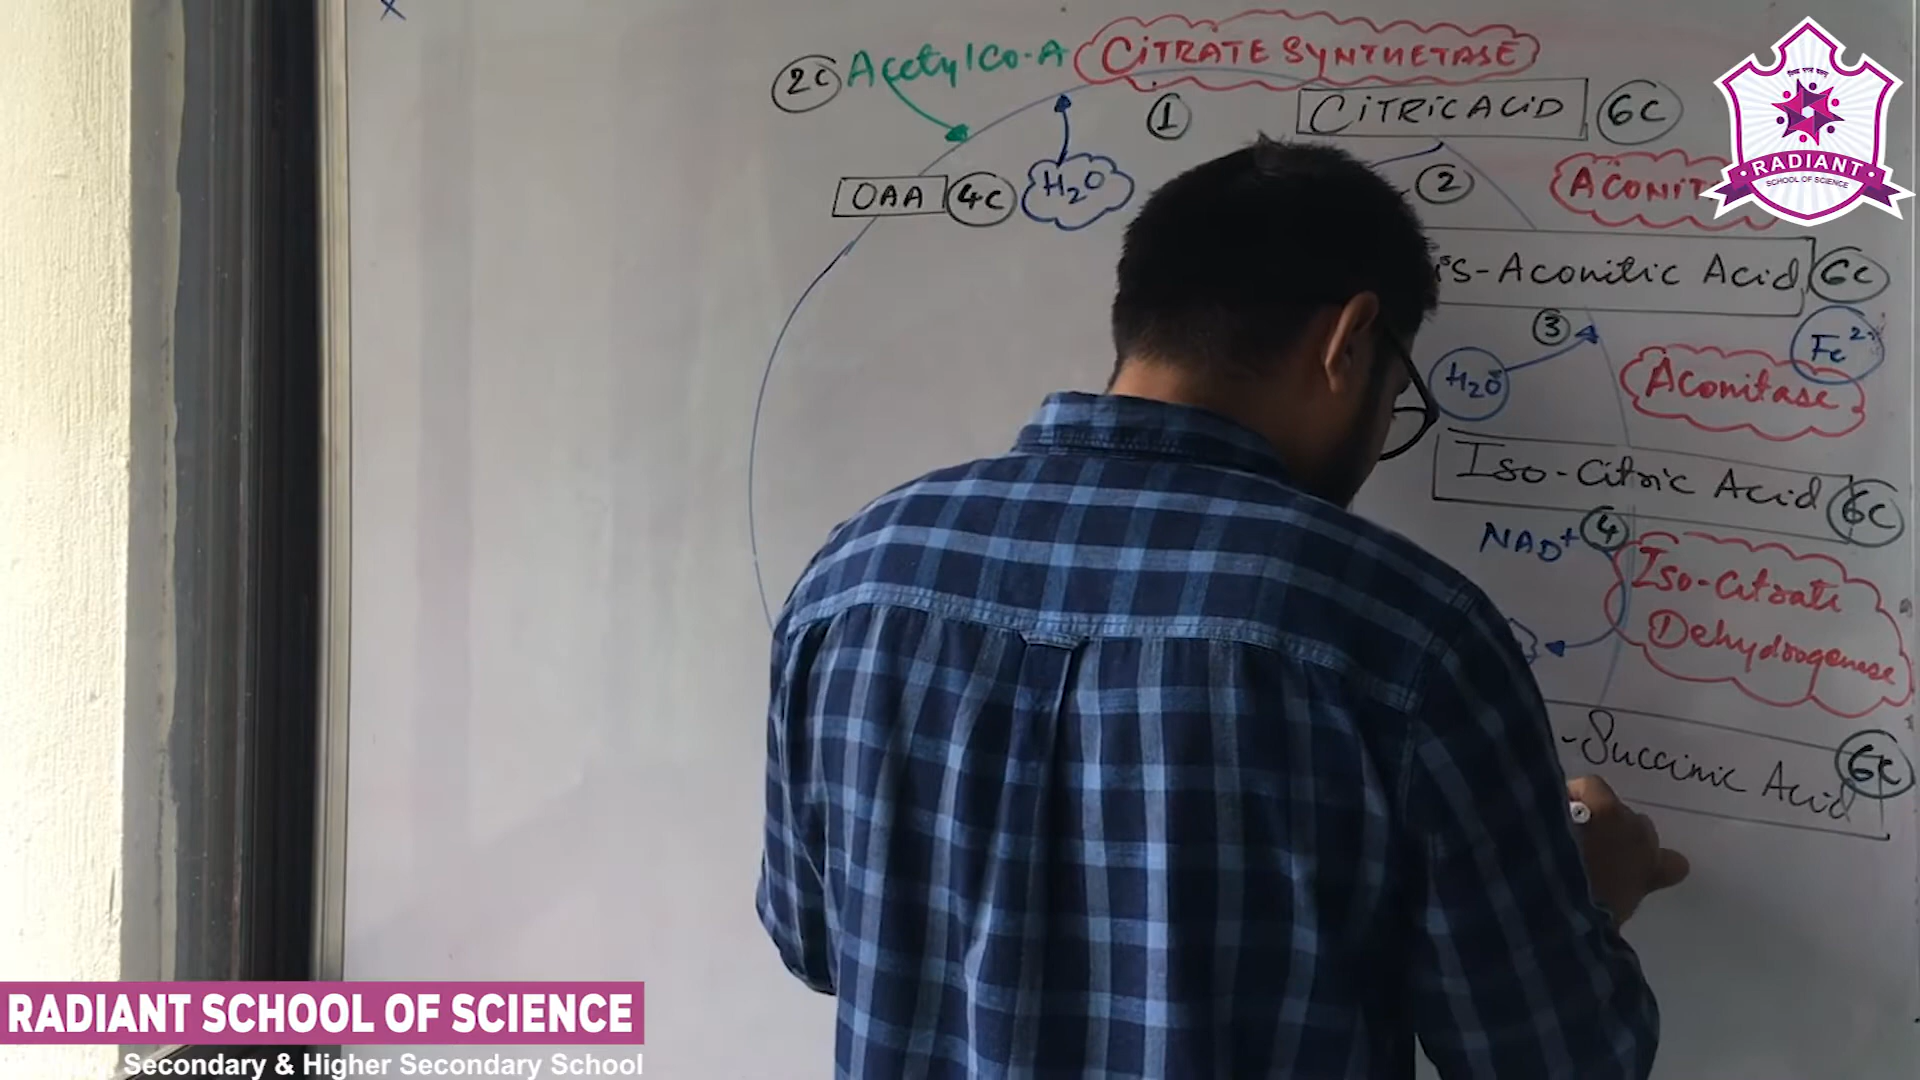 x
2C Acetyl Co-A CITRATE SYNTHETASE
1
CITRIC ACID 6C
OAA 4C H2O
2
is-Aconitic Acid 6C
3
Fe2+
H2O
Aconitase
Iso-Citric Acid 6C
NAD+ 4
Iso-Citrate
Dehydrogenase
-Succinic Acid 6C
RADIANT
SCHOOL OF SCIENCE
RADIANT SCHOOL OF SCIENCE
Secondary & Higher Secondary School